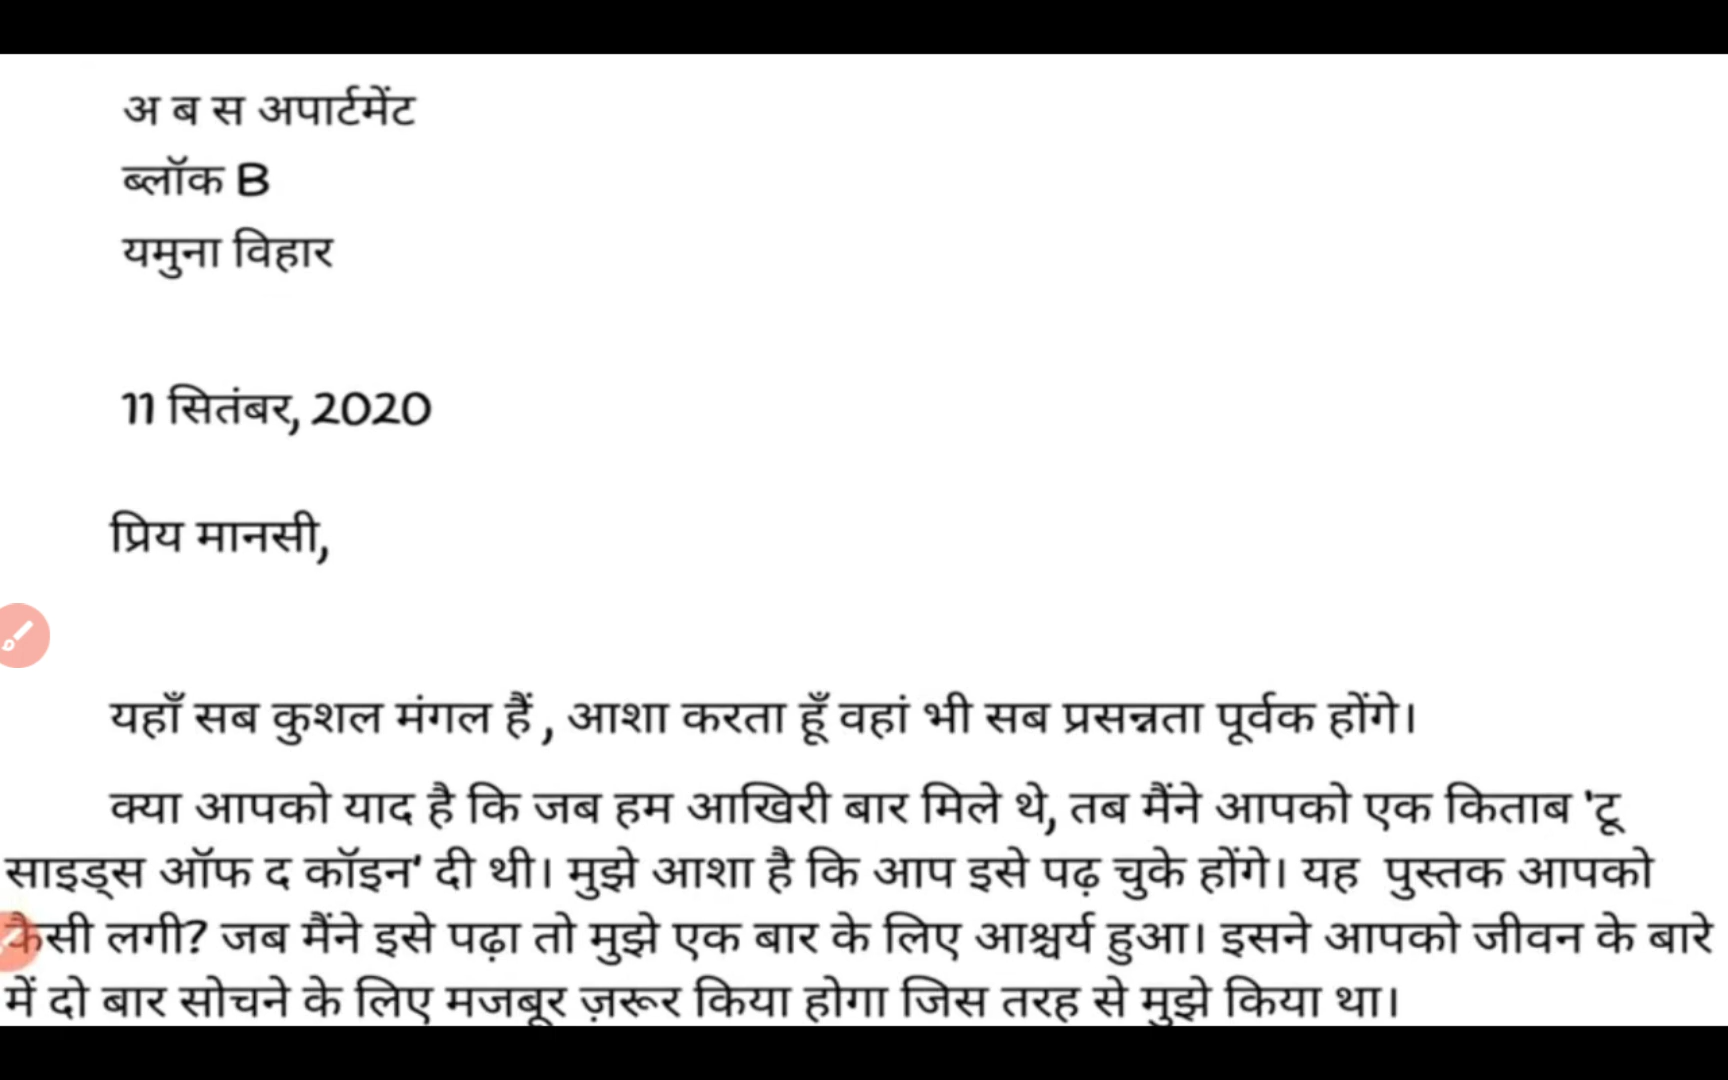 अ ब स अपार्टमेंट
ब्लॉक B
यमुना विहार
11 सितंबर, 2020
प्रिय मानसी,
यहाँ सब कुशल मंगल हैं , आशा करता हूँ वहां भी सब प्रसन्नता पूर्वक होंगे।
क्या आपको याद है कि जब हम आखिरी बार मिले थे, तब मैंने आपको एक किताब 'टू
साइड्स ऑफ द कॉइन' दी थी। मुझे आशा है कि आप इसे पढ़ चुके होंगे। यह पुस्तक आपको
कैसी लगी? जब मैंने इसे पढ़ा तो मुझे एक बार के लिए आश्चर्य हुआ। इसने आपको जीवन के बारे
में दो बार सोचने के लिए मजबूर ज़रूर किया होगा जिस तरह से मुझे किया था।